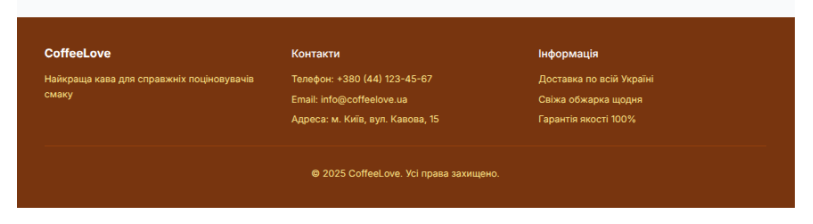 CoffeeLove
Найкраща кава для справжніх поціновувачів
смаку
Контакти
Телефон: +380 (44) 123-45-67
Email: info@coffeelove.ua
Адреса: м. Київ, вул. Кавова, 15
Інформація
Доставка по всій Україні
Свіжа обжарка щодня
Гарантія якості 100%
© 2025 CoffeeLove. Усі права захищено.